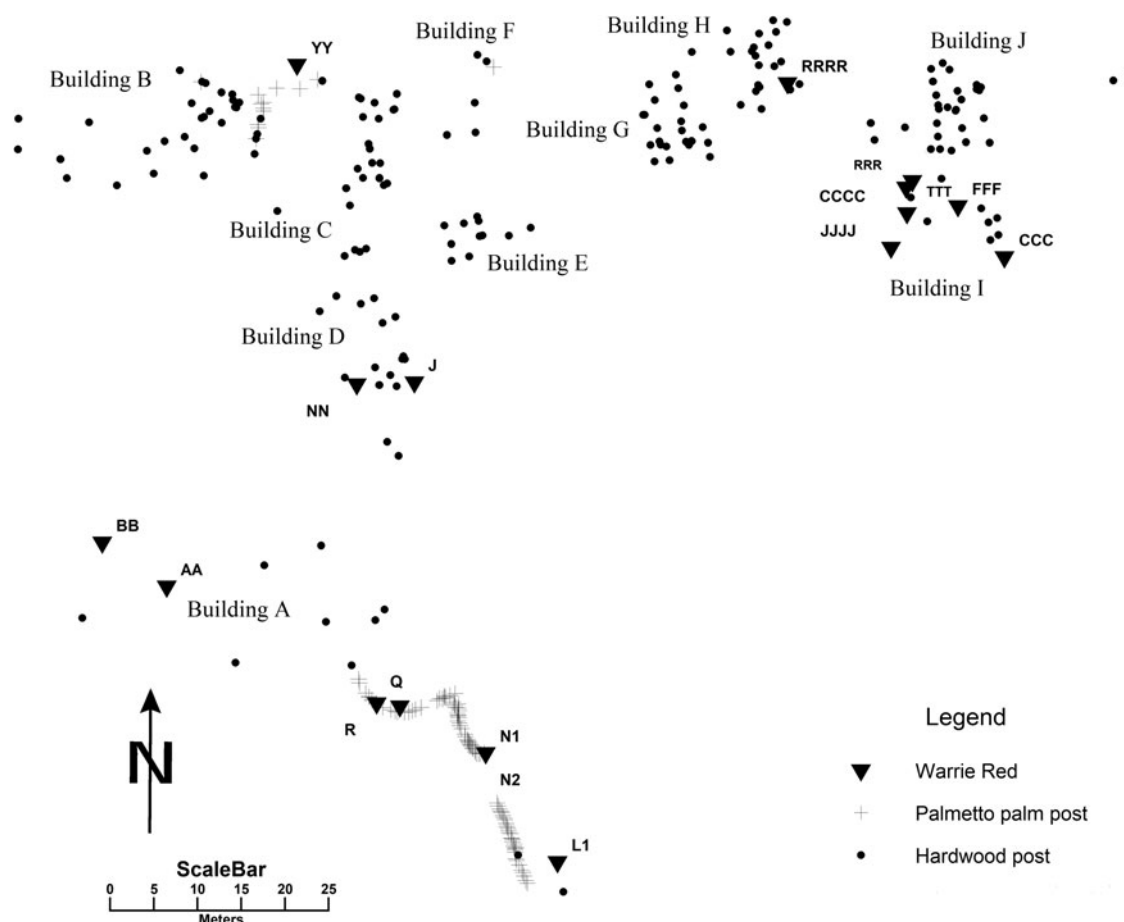 Building F
Building H
Building J
YY
Building B
RRRR
Building G
RRR
CCCC
TTT
FFF
Building C
JJJJ
CCC
Building E
Building I
Building D
J
NN
BB
AA
Building A
Q
R
N1
N2
L1
N
Legend
Warrie Red
Palmetto palm post
Hardwood post
ScaleBar
0 5 10 15 20 25
Meters